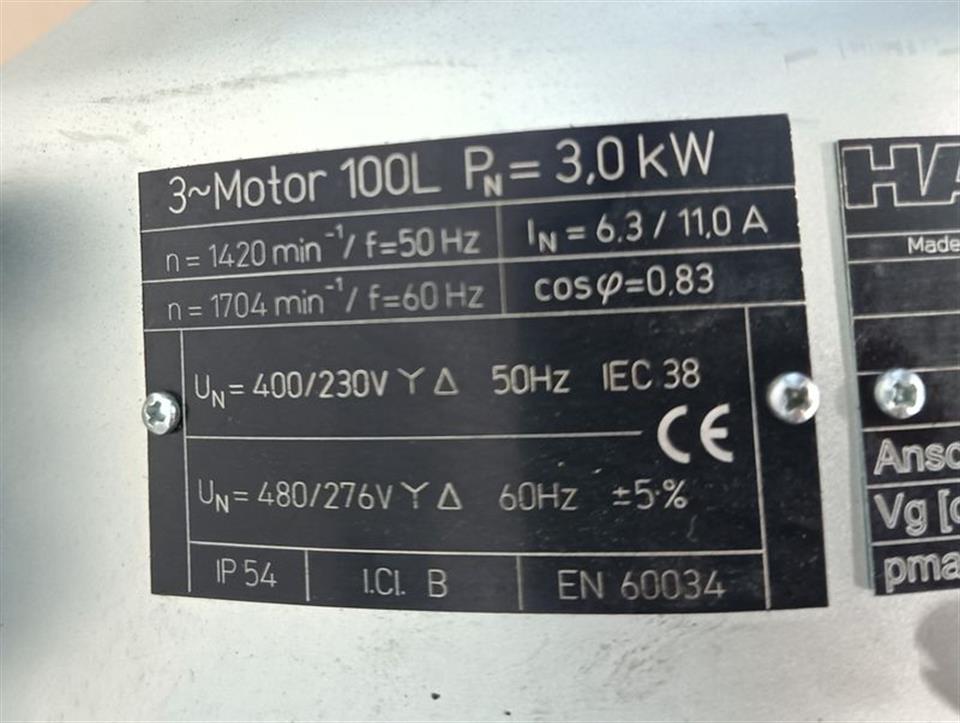 3~Motor 100L P_N = 3,0 kW
n = 1420 min⁻¹ / f=50 Hz
I_N = 6.3 / 11,0 A
n = 1704 min⁻¹ / f=60 Hz
cosφ=0.83
U_N = 400/230V Y Δ 50Hz IEC 38
CE
U_N = 480/276V Y Δ 60Hz ±5·%
IP 54 I.Cl. B EN 60034
HA
Made
Ansc
Vg [c
pma